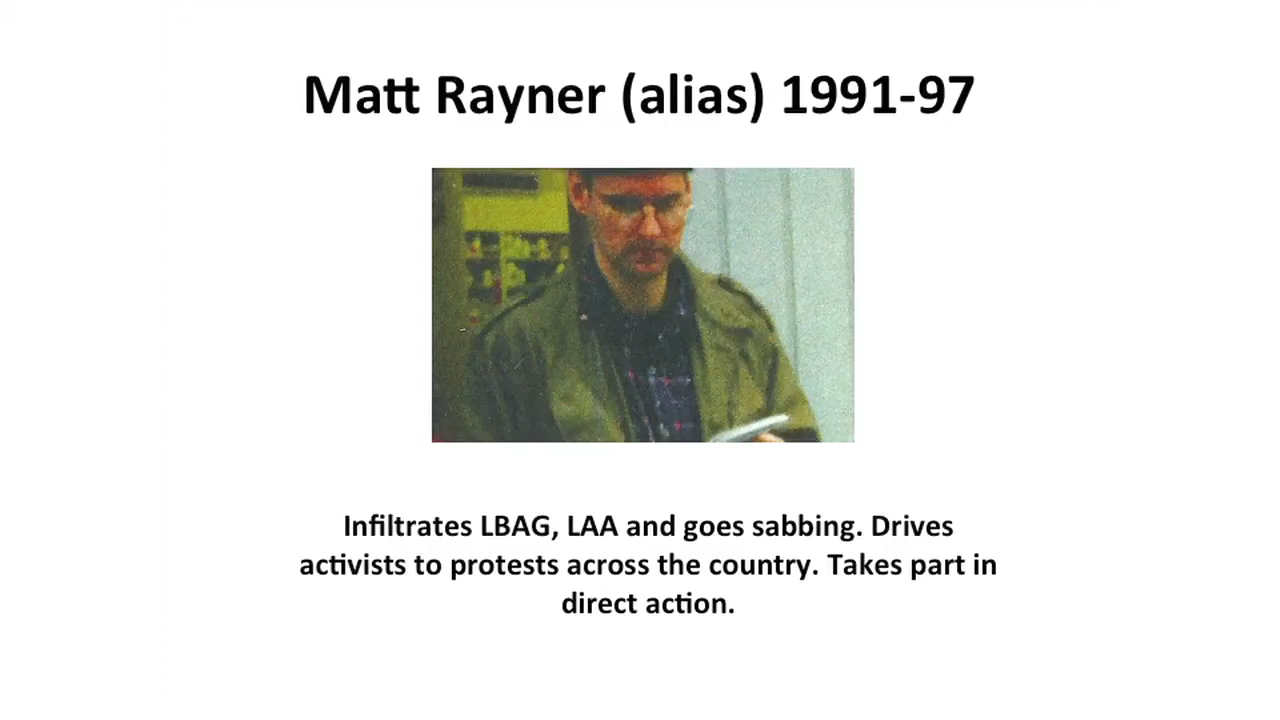 Matt Rayner (alias) 1991-97
Infiltrates LBAG, LAA and goes sabbing. Drives
activists to protests across the country. Takes part in
direct action.